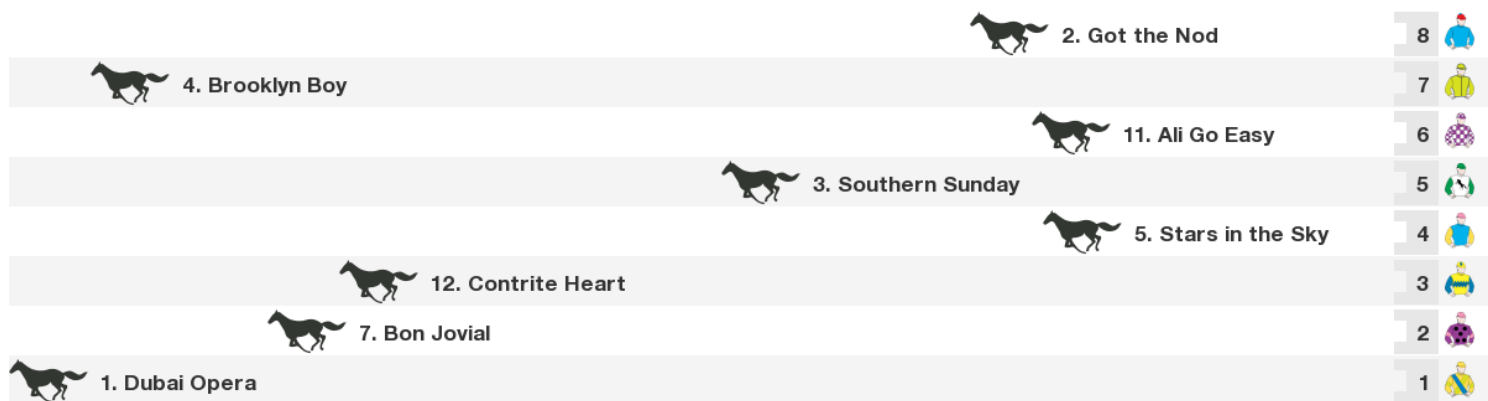 2. Got the Nod 8
4. Brooklyn Boy 7
11. Ali Go Easy 6
3. Southern Sunday 5
5. Stars in the Sky 4
12. Contrite Heart 3
7. Bon Jovial 2
1. Dubai Opera 1